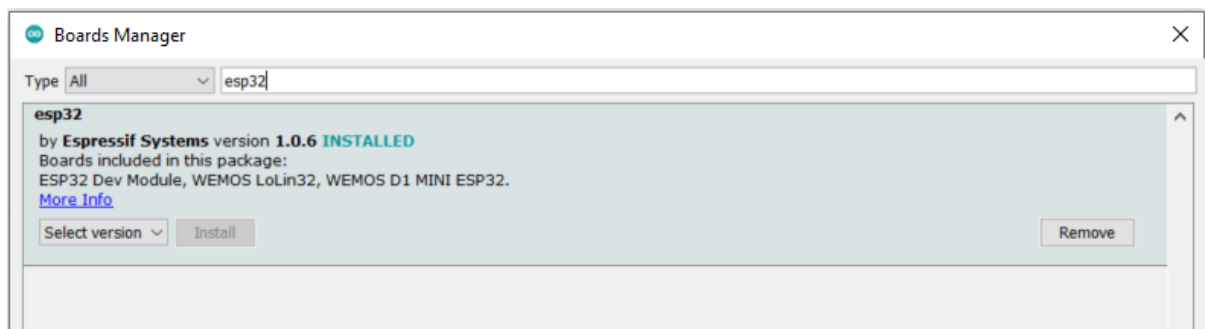 Boards Manager
Type All esp32
esp32
by Espressif Systems version 1.0.6 INSTALLED
Boards included in this package:
ESP32 Dev Module, WEMOS LoLin32, WEMOS D1 MINI ESP32.
More Info
Select version Install Remove